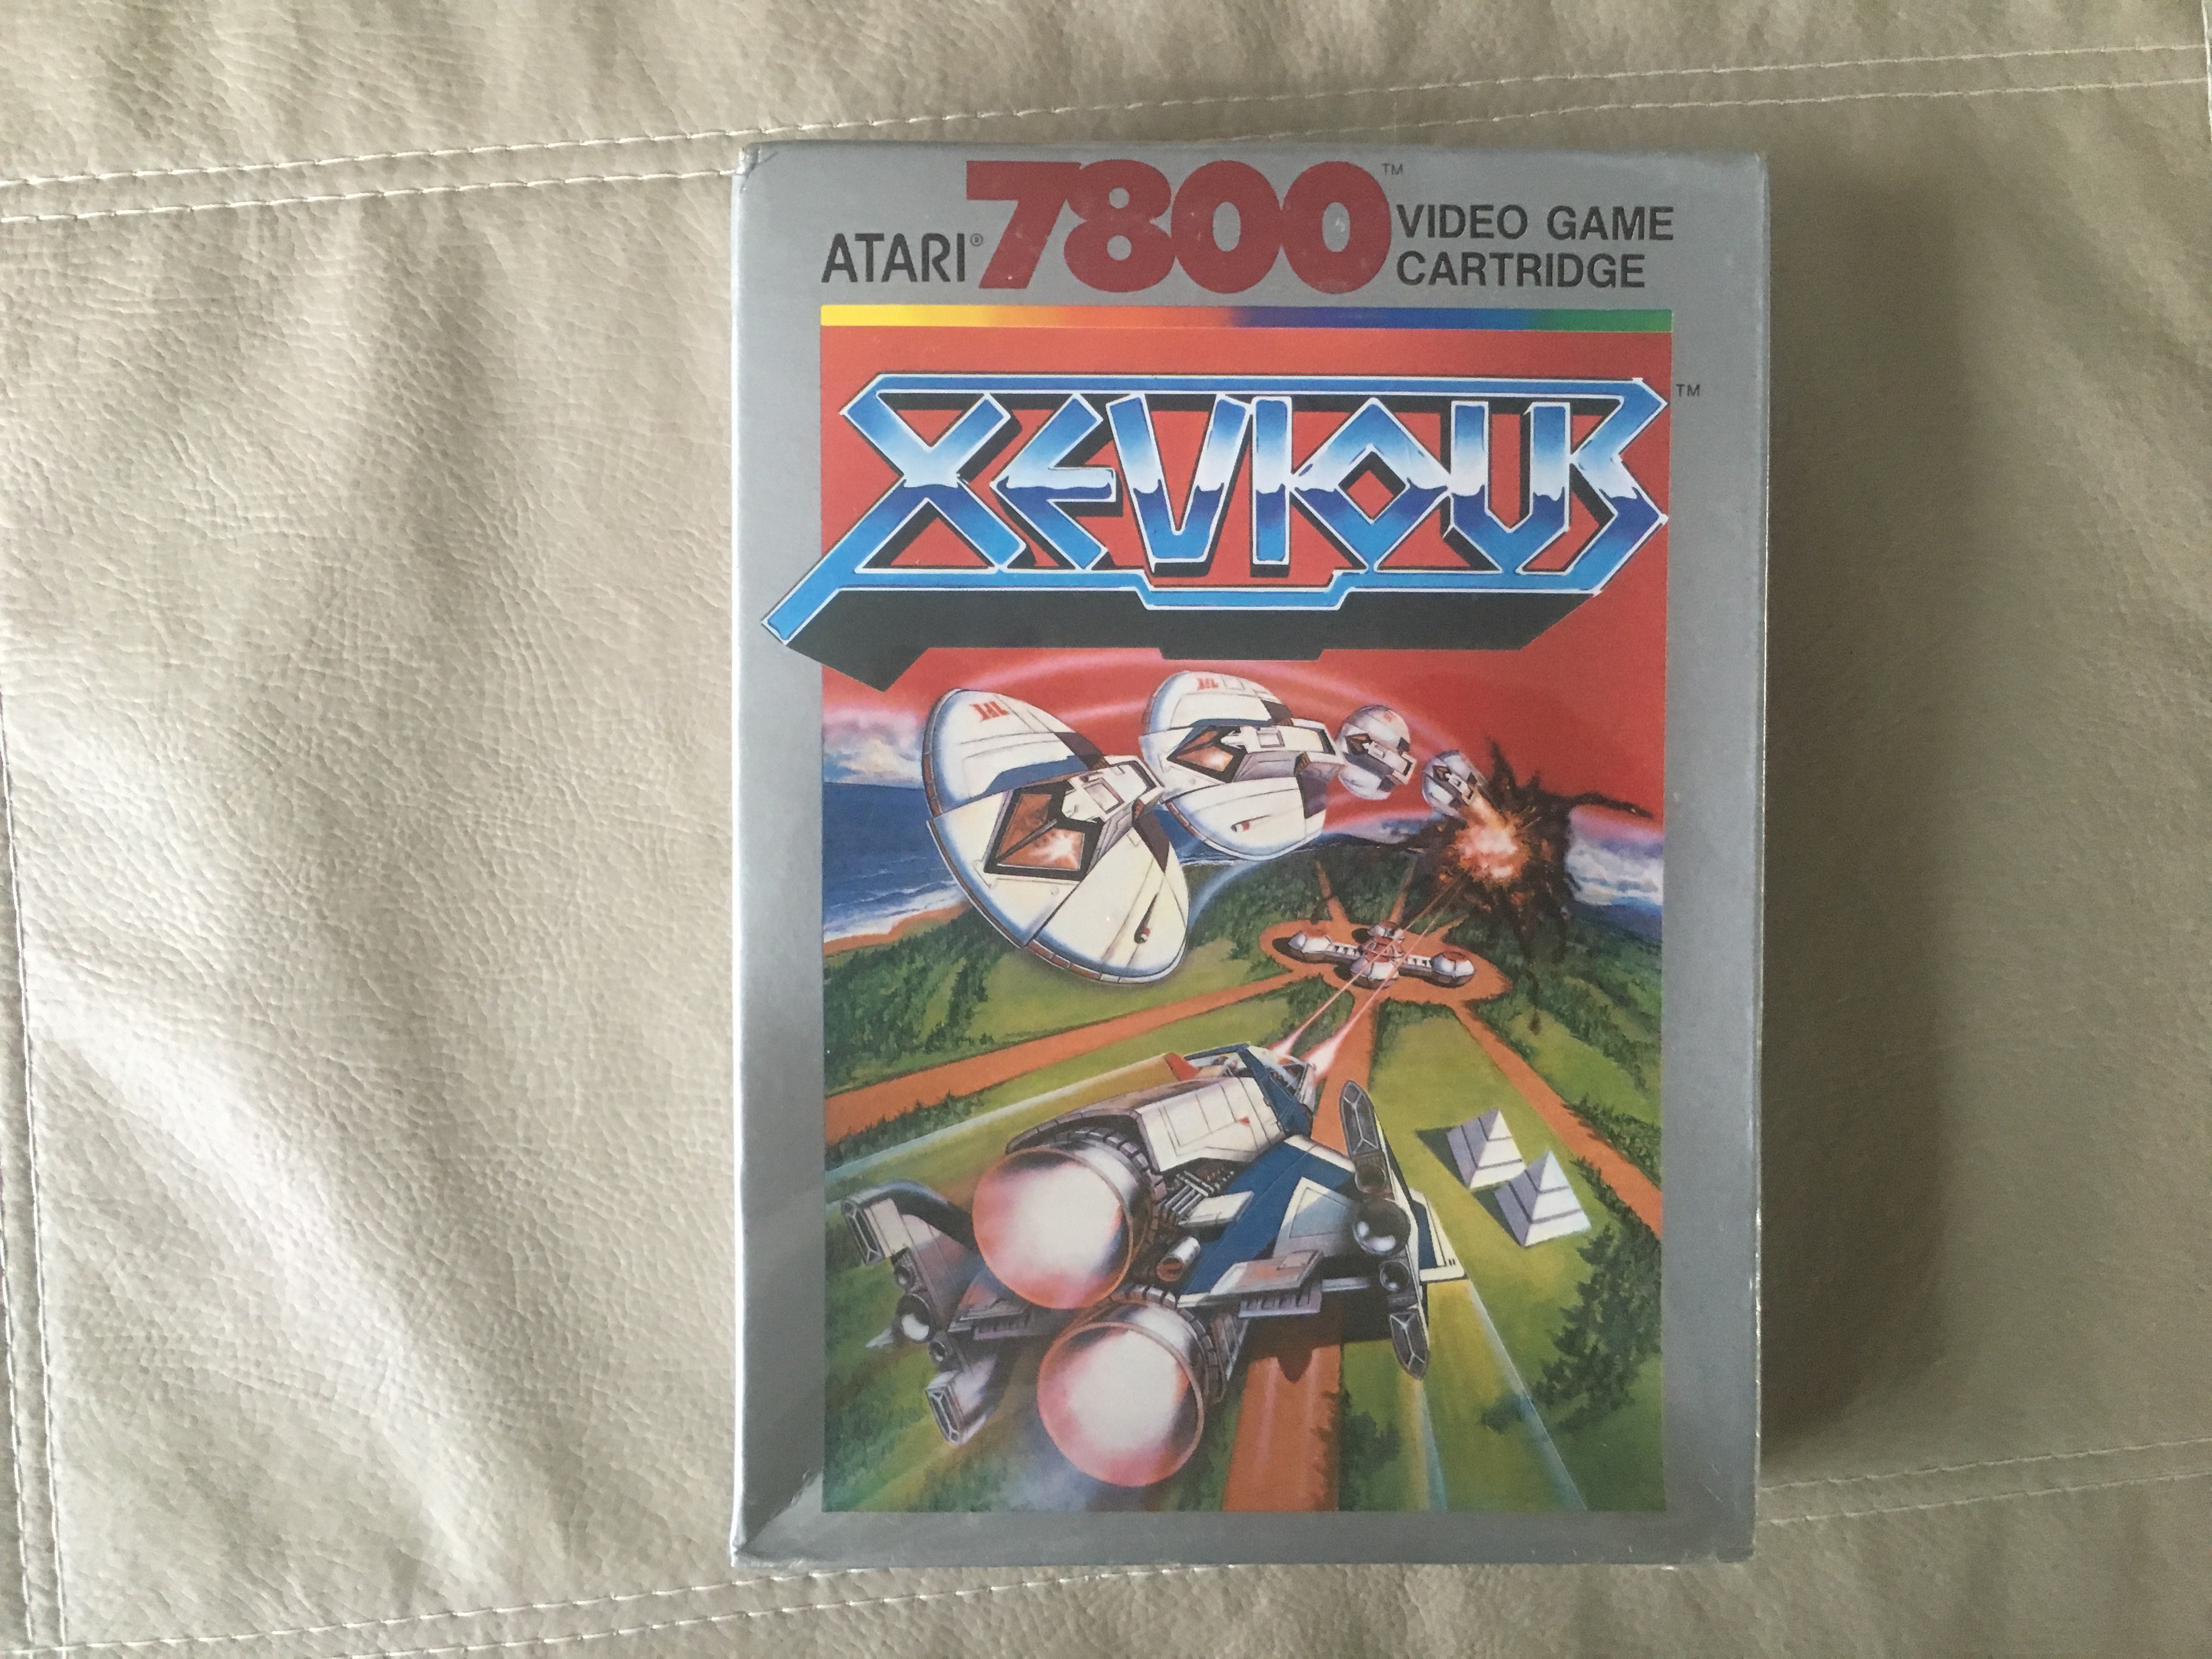 ATARI® 7800™ VIDEO GAME
CARTRIDGE
XEVIOUS™